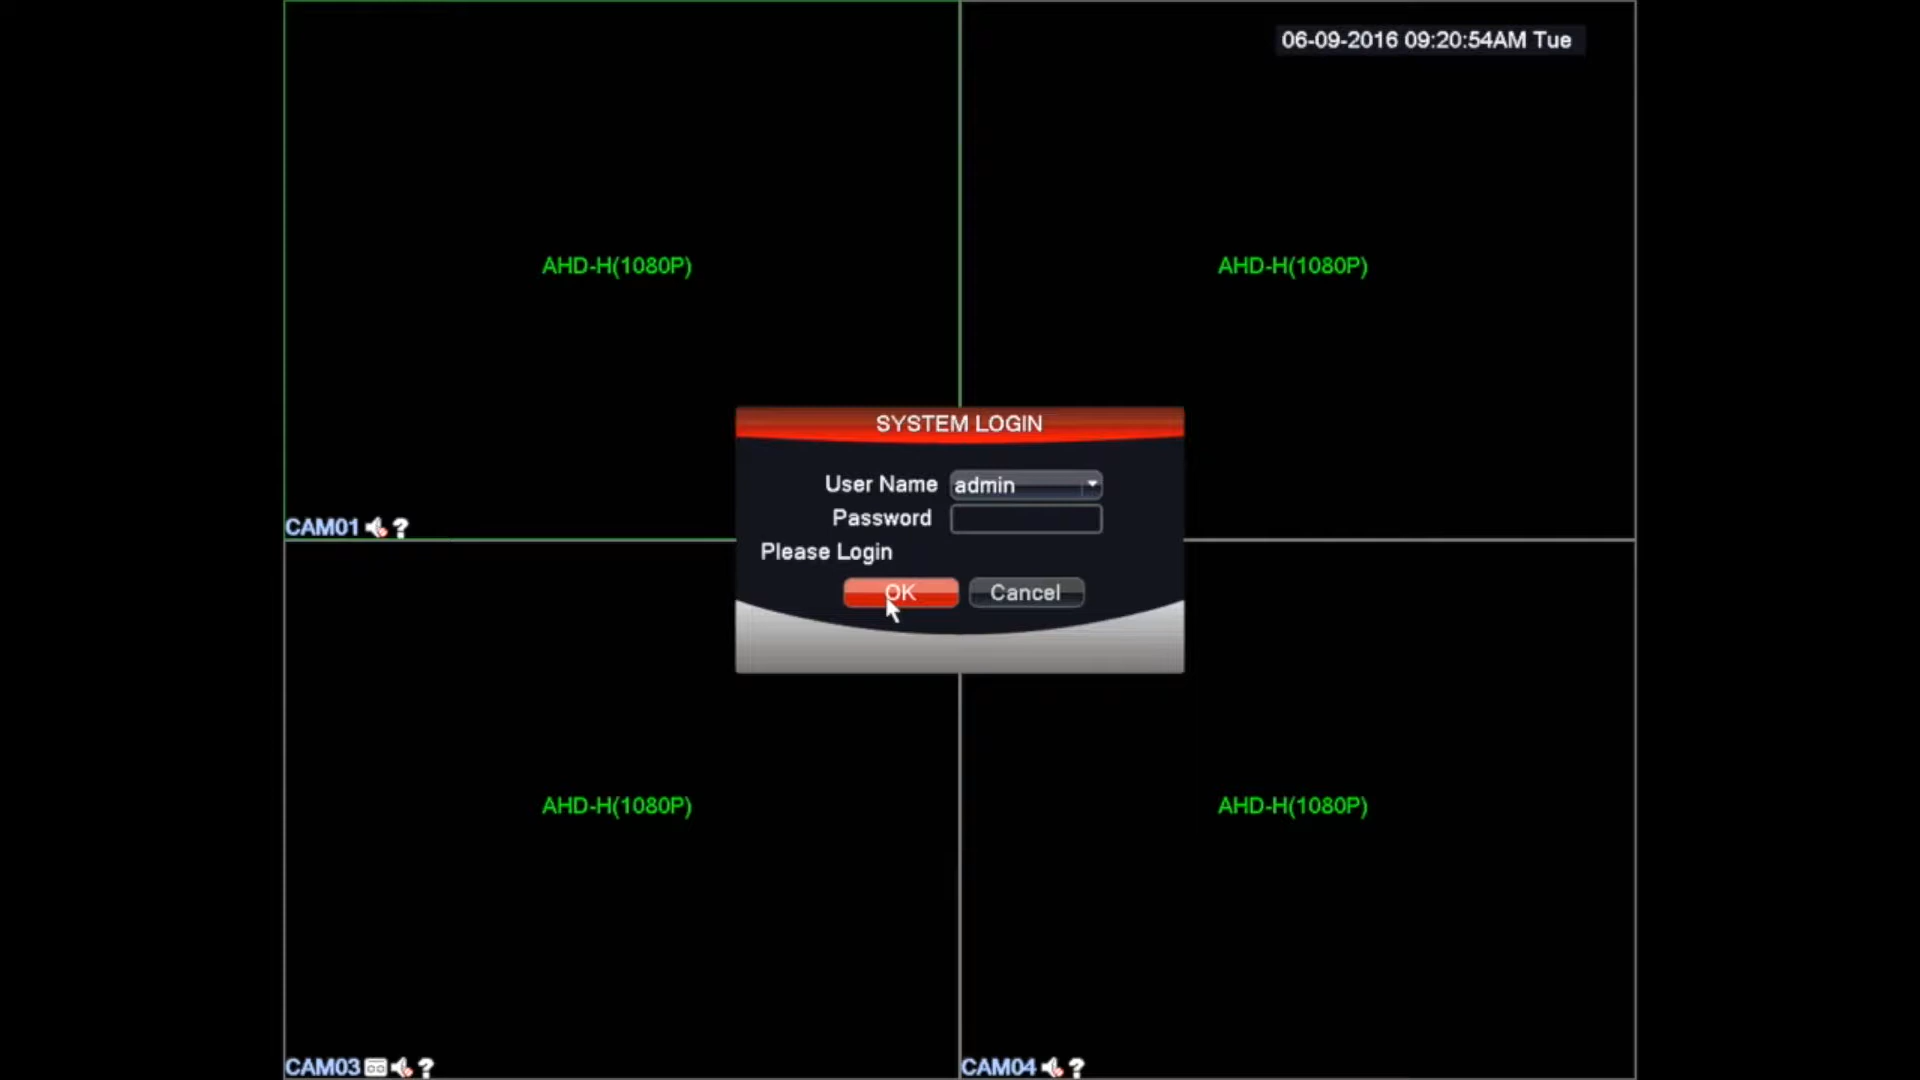 06-09-2016 09:20:54AM Tue
AHD-H(1080P)
AHD-H(1080P)
SYSTEM LOGIN
User Name admin
Password
Please Login
OK Cancel
CAM01 ?
AHD-H(1080P)
AHD-H(1080P)
CAM03 ?
CAM04 ?